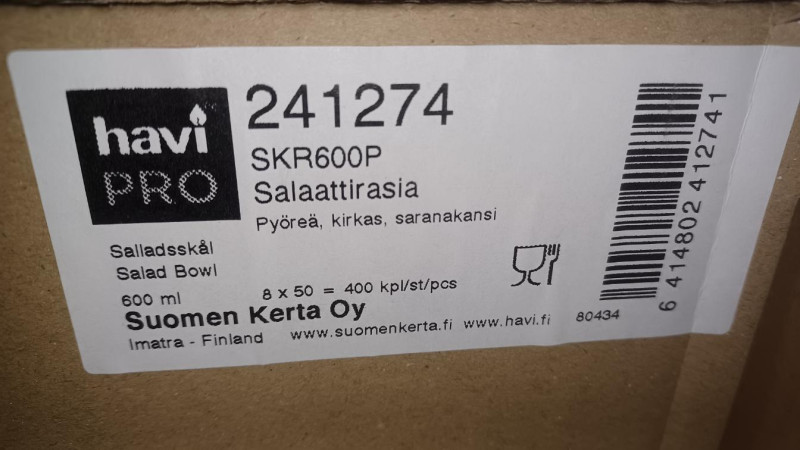 havi
PRO
241274
SKR600P
Salaattirasia
Pyöreä, kirkas, saranakansi
Salladsskål
Salad Bowl
600 ml
8 x 50 = 400 kpl/st/pcs
Suomen Kerta Oy
Imatra - Finland
www.suomenkerta.fi www.havi.fi
80434
6 414802 412741